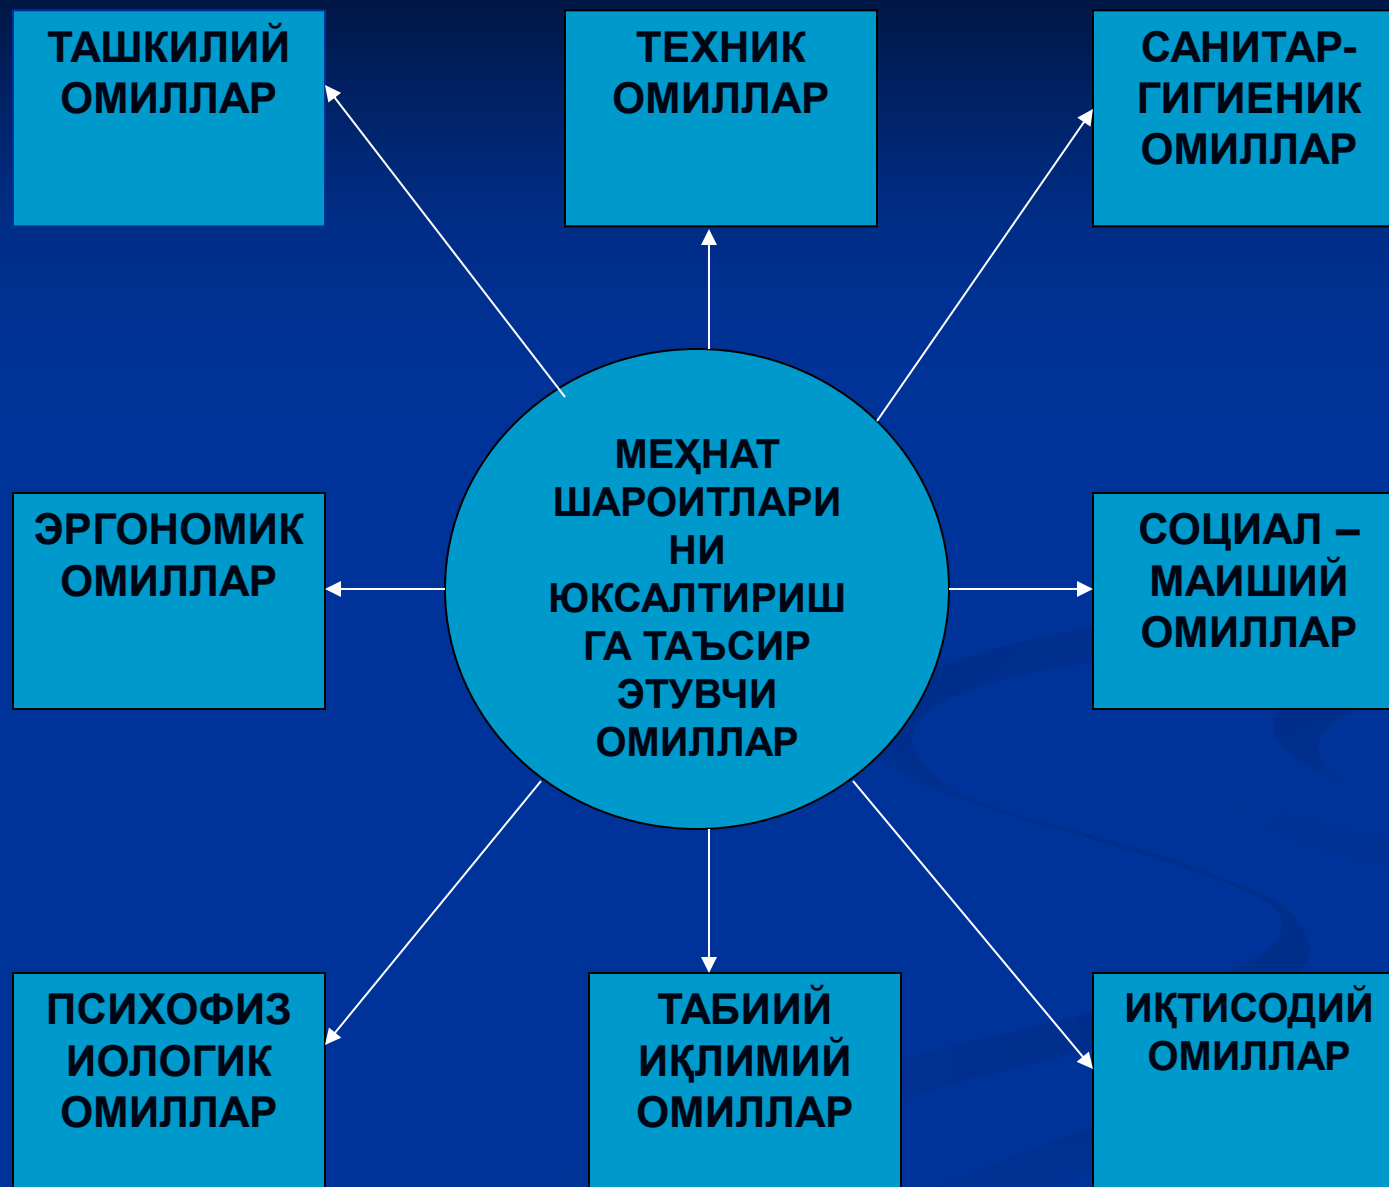 ТАШКИЛИЙ
ОМИЛЛАР
ТЕХНИК
ОМИЛЛАР
САНИТАР-
ГИГИЕНИК
ОМИЛЛАР
МЕҲНАТ
ШАРОИТЛАРИ
НИ
ЮКСАЛТИРИШ
ГА ТАЪСИР
ЭТУВЧИ
ОМИЛЛАР
ЭРГОНОМИК
ОМИЛЛАР
СОЦИАЛ –
МАИШИЙ
ОМИЛЛАР
ПСИХОФИЗ
ИОЛОГИК
ОМИЛЛАР
ТАБИИЙ
ИҚЛИМИЙ
ОМИЛЛАР
ИҚТИСОДИЙ
ОМИЛЛАР